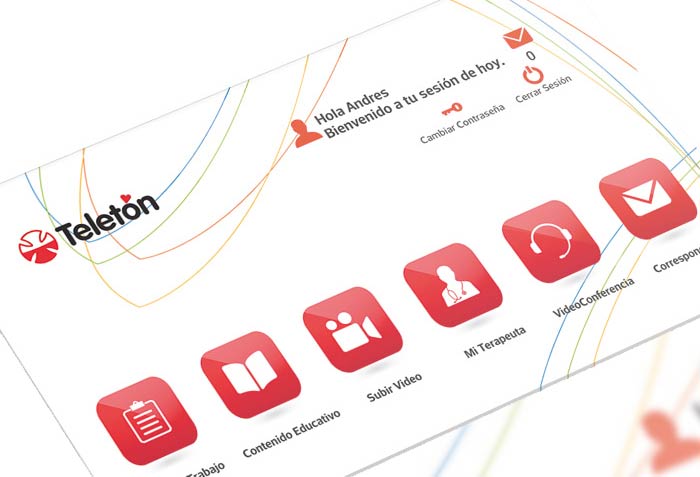 0
Hola Andres
Bienvenido a tu sesión de hoy.
Cambiar Contraseña
Cerrar Sesión
Teletón
Trabajo
Contenido Educativo
Subir Video
Mi Terapeuta
VideoConferencia